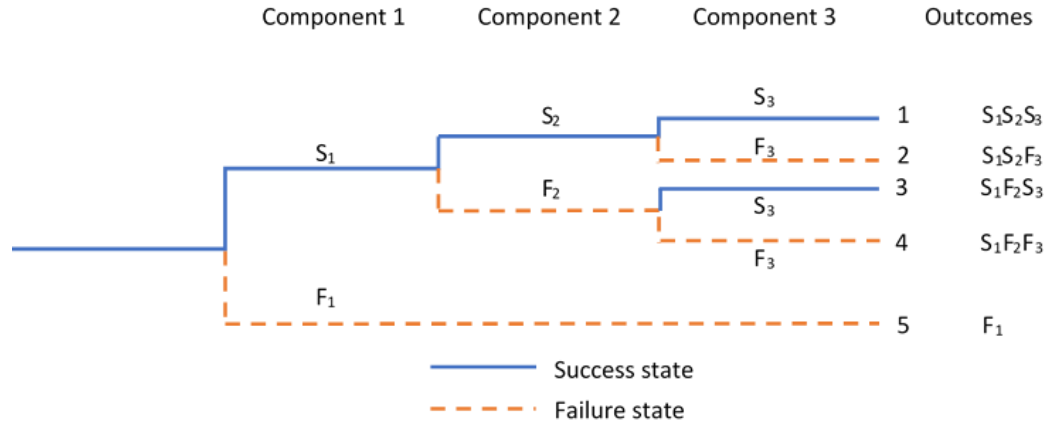 Component 1 Component 2 Component 3 Outcomes
S₃ 1 S₁S₂S₃
S₂
F₃ 2 S₁S₂F₃
S₁
F₂ 3 S₁F₂S₃
S₃
4 S₁F₂F₃
F₃
F₁
5 F₁
Success state
Failure state